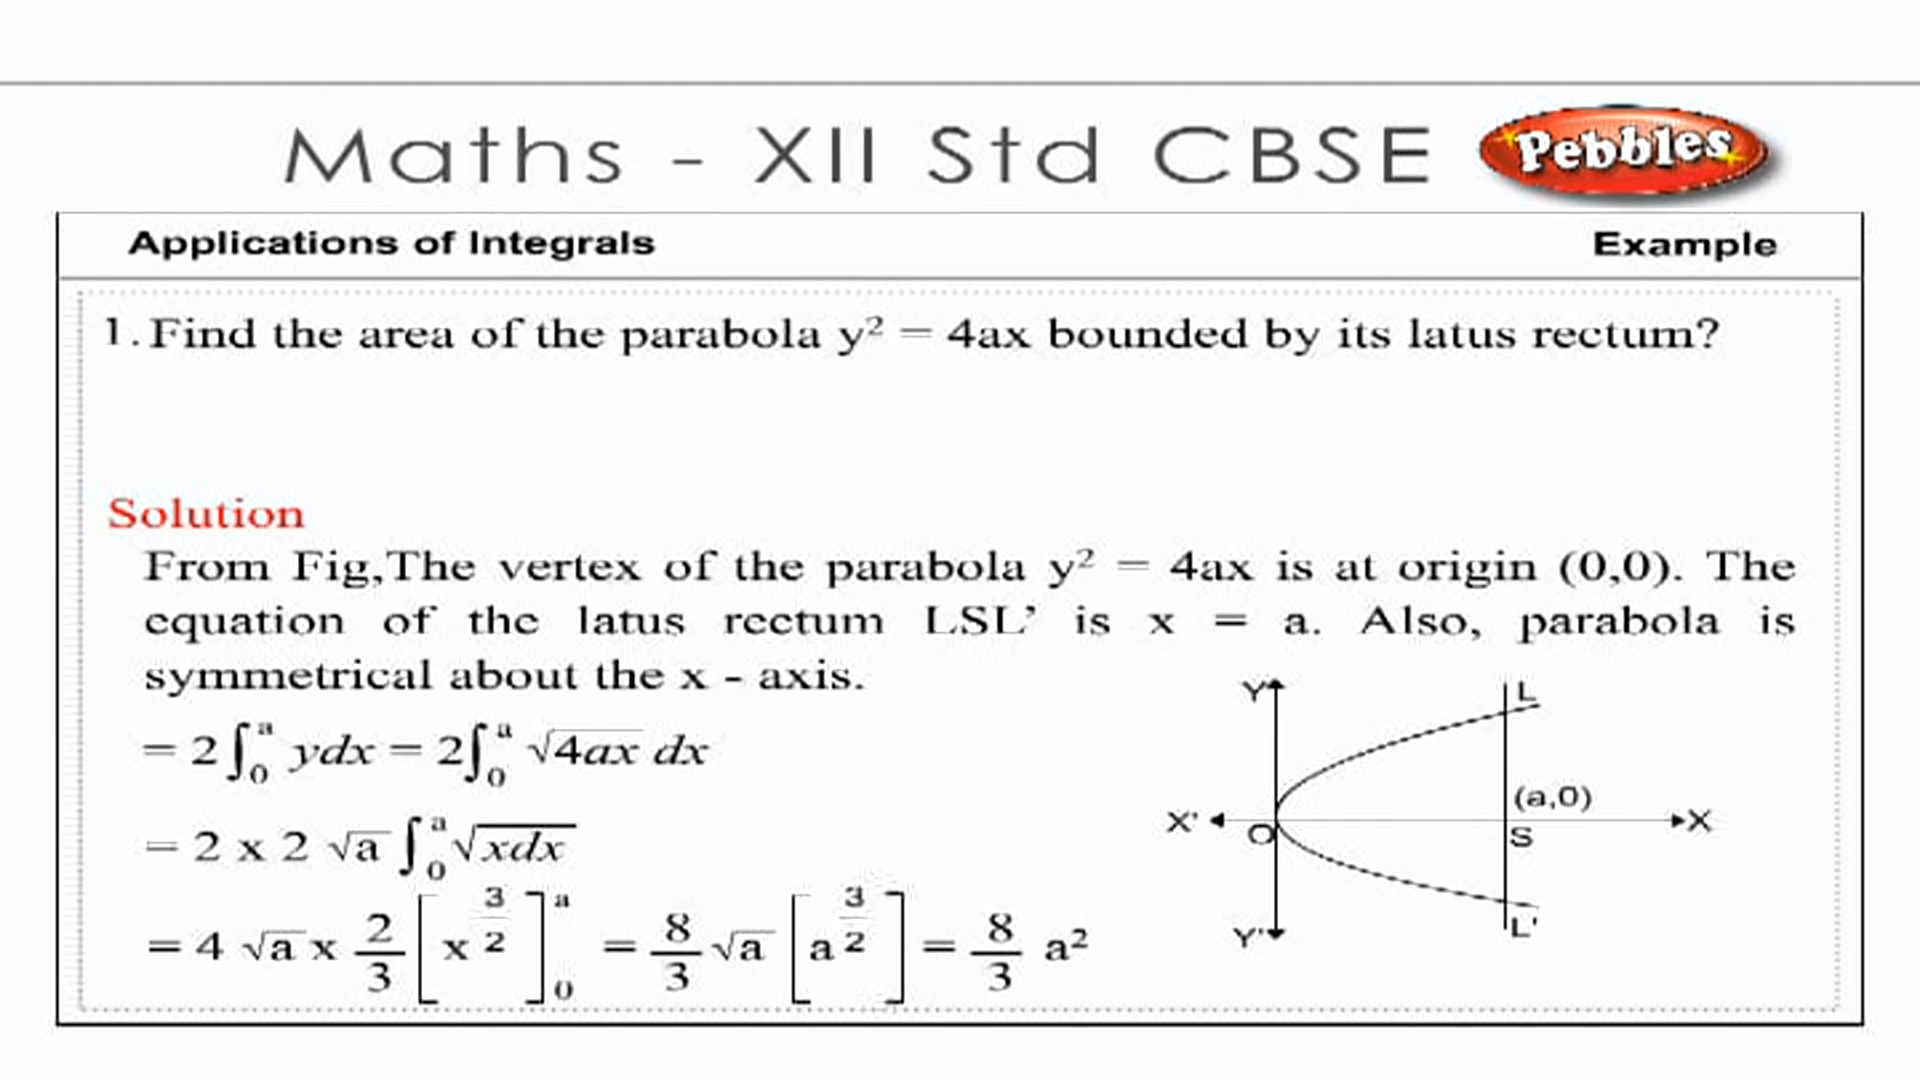 Maths - XII Std CBSE Pebbles
Applications of Integrals Example
1. Find the area of the parabola y² = 4ax bounded by its latus rectum?
Solution
From Fig,The vertex of the parabola y² = 4ax is at origin (0,0). The
equation of the latus rectum LSL’ is x = a. Also, parabola is
symmetrical about the x - axis.
= 2∫₀ᵃ ydx = 2∫₀ᵃ √4ax dx
= 2 x 2 √a ∫₀ᵃ √xdx
= 4 √a x 2/3 [x^(3/2)]₀ᵃ = 8/3 √a [a^(3/2)] = 8/3 a²
Y
L
(a,0)
X' O S X
Y'
L'